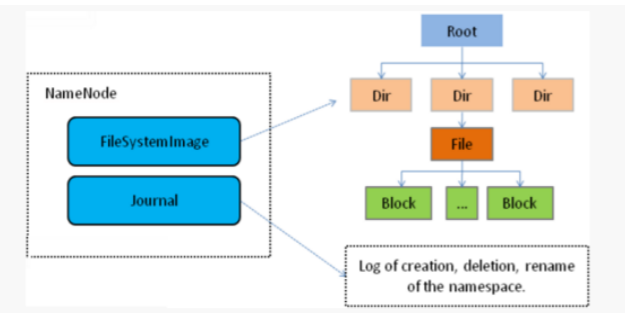 Root
NameNode
Dir
Dir
Dir
FileSystemImage
File
Journal
Block
...
Block
Log of creation, deletion, rename
of the namespace.